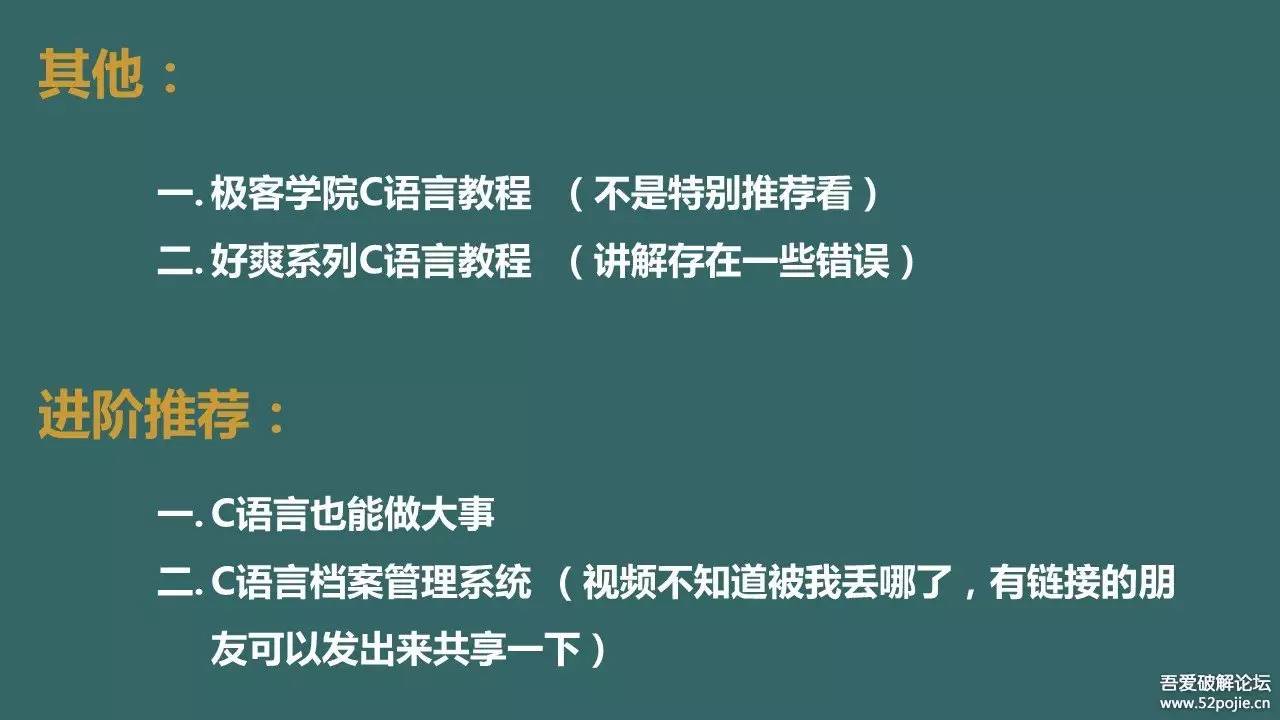 其他：
一. 极客学院C语言教程 （不是特别推荐看）
二. 好爽系列C语言教程 （讲解存在一些错误）
进阶推荐：
一. C语言也能做大事
二. C语言档案管理系统 （视频不知道被我丢哪了，有链接的朋
友可以发出来共享一下）
吾爱破解论坛
www.52pojie.cn